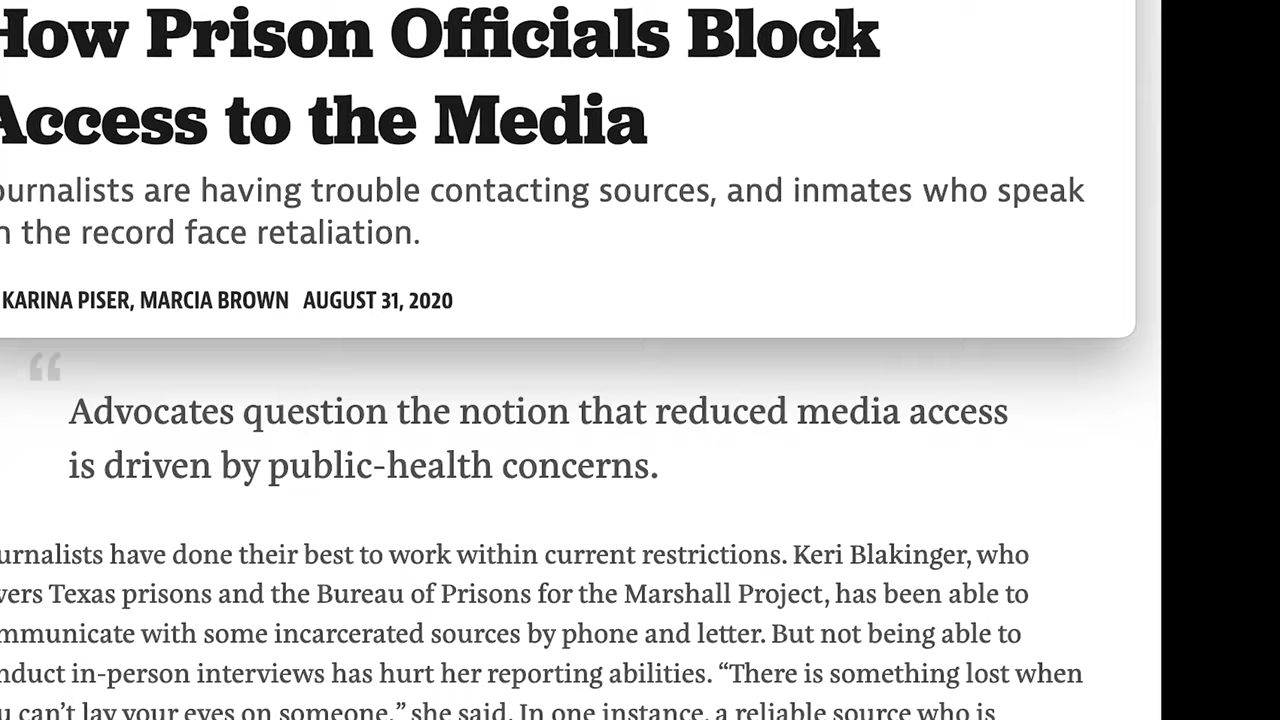 How Prison Officials Block
Access to the Media
ournalists are having trouble contacting sources, and inmates who speak
n the record face retaliation.
KARINA PISER, MARCIA BROWN AUGUST 31, 2020
“
Advocates question the notion that reduced media access
is driven by public-health concerns.
urnalists have done their best to work within current restrictions. Keri Blakinger, who
vers Texas prisons and the Bureau of Prisons for the Marshall Project, has been able to
mmunicate with some incarcerated sources by phone and letter. But not being able to
nduct in-person interviews has hurt her reporting abilities. “There is something lost when
u can’t lay your eyes on someone,” she said. In one instance, a reliable source who is